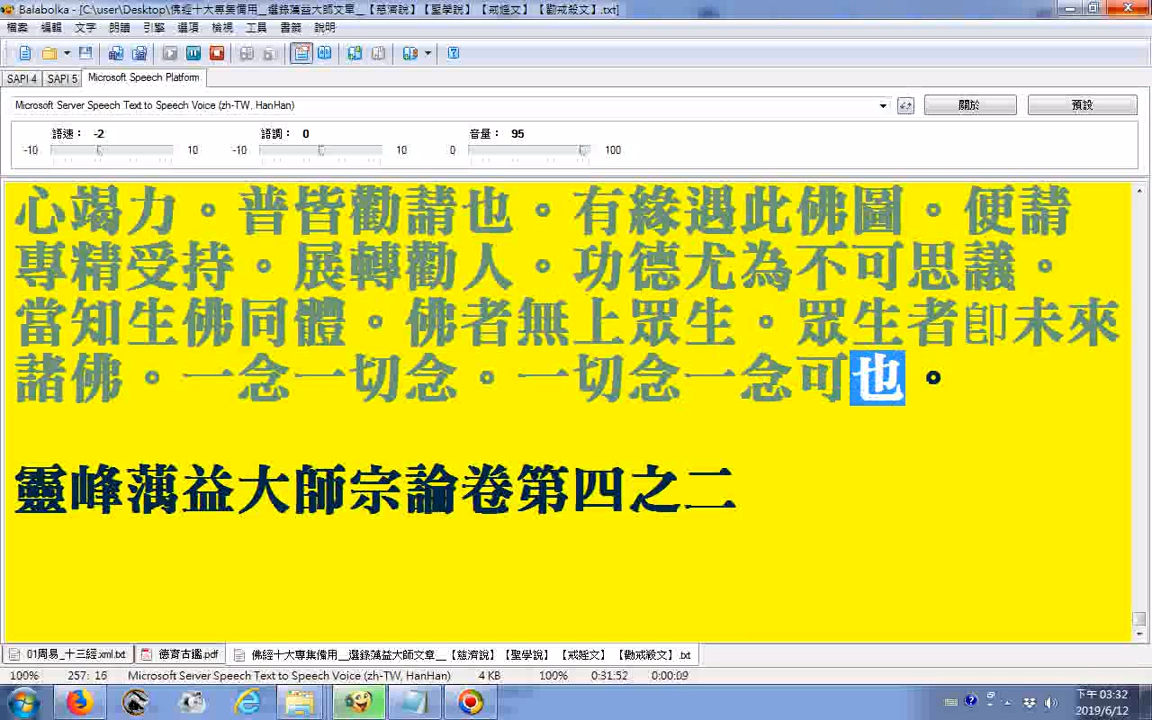 Balabolka - [C:\user\Desktop\佛經十大專集備用__選錄蕅益大師文章__【慈濟說】【聖學說】【戒婬文】【勸戒殺文】.txt]
檔案 編輯 文字 朗讀 引擎 選項 檢視 工具 書籤 說明
SAPI 4 SAPI 5 Microsoft Speech Platform
Microsoft Server Speech Text to Speech Voice (zh-TW, HanHan) 關於 預設
語速: -2 語調: 0 音量: 95
-10 10 -10 10 0 100
心竭力。普皆勸請也。有緣遇此佛圖。便請
專精受持。展轉勸人。功德尤為不可思議。
當知生佛同體。佛者無上眾生。眾生者卽未來
諸佛。一念一切念。一切念一念可也。
靈峰蕅益大師宗論卷第四之二
01周易_十三經.xml.txt 德育古鑑.pdf 佛經十大專集備用__選錄蕅益大師文章__【慈濟說】【聖學說】【戒婬文】【勸戒殺文】.txt
100% 257: 16 Microsoft Server Speech Text to Speech Voice (zh-TW, HanHan) 4 KB 100% 0:31:52 0:00:09
下午 03:32
2019/6/12